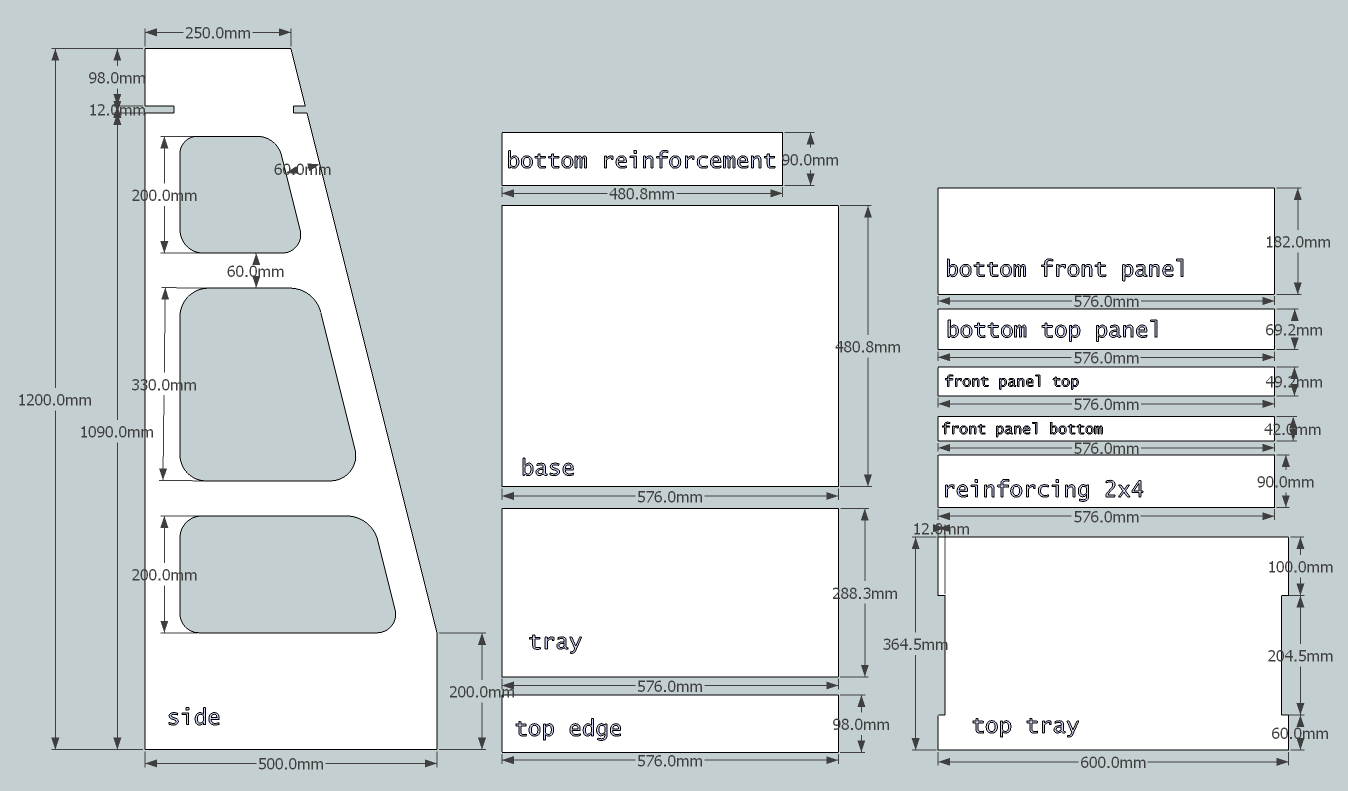 250.0mm
98.0mm
12.0mm
200.0mm
60.0mm
60.0mm
330.0mm
1200.0mm
1090.0mm
200.0mm
200.0mm
side
500.0mm
bottom reinforcement
90.0mm
480.8mm
480.8mm
base
576.0mm
288.3mm
tray
576.0mm
top edge
98.0mm
576.0mm
182.0mm
bottom front panel
576.0mm
bottom top panel
69.2mm
576.0mm
front panel top
49.2mm
576.0mm
front panel bottom
42.0mm
576.0mm
reinforcing 2x4
90.0mm
576.0mm
12.0mm
100.0mm
364.5mm
204.5mm
top tray
60.0mm
600.0mm